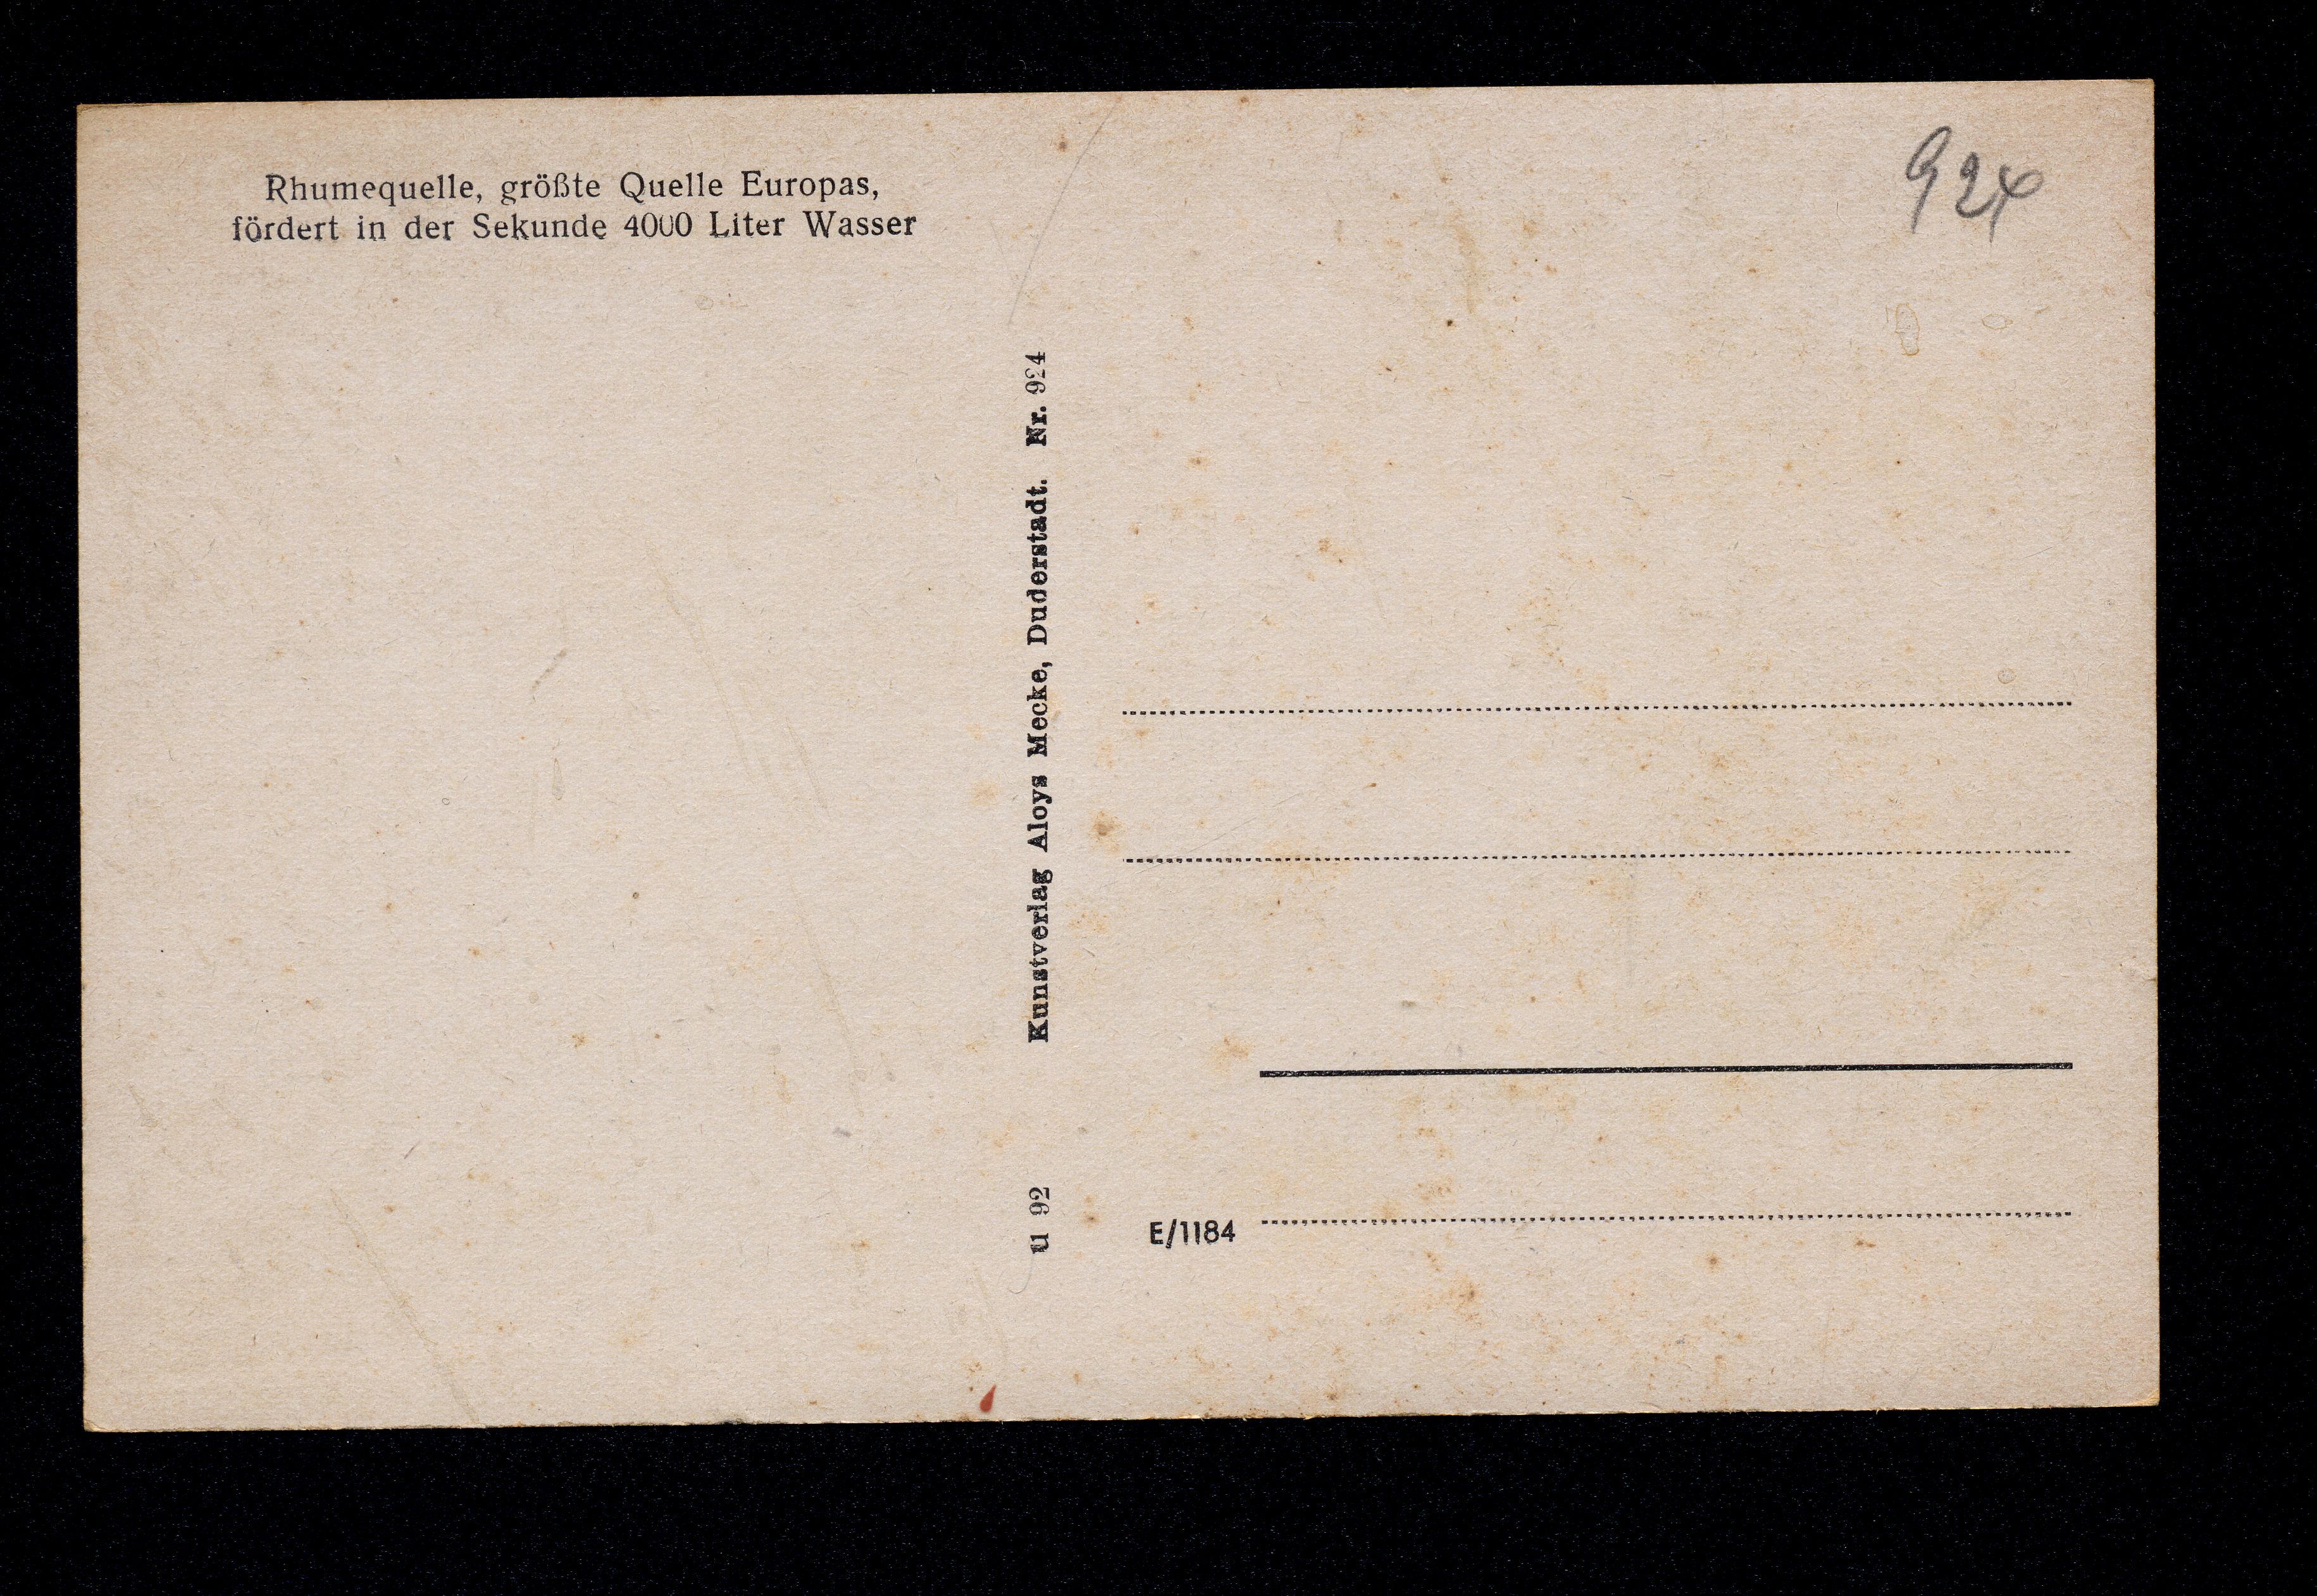 Rhumequelle, größte Quelle Europas,
fördert in der Sekunde 4000 Liter Wasser
924
Kunstverlag Aloys Mecke, Duderstadt. Nr. 924
u 92
E/1184